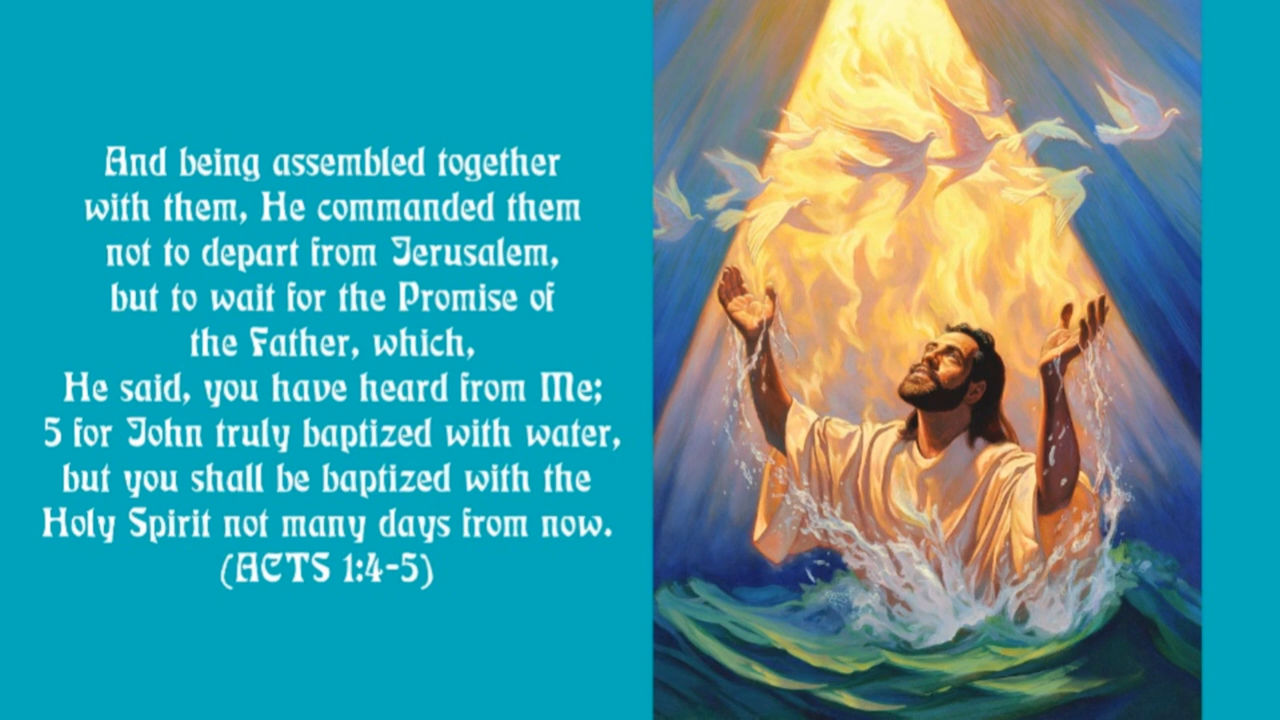 And being assembled together
with them, He commanded them
not to depart from Jerusalem,
but to wait for the Promise of
the Father, which,
He said, you have heard from Me;
5 for John truly baptized with water,
but you shall be baptized with the
Holy Spirit not many days from now.
(ACTS 1:4-5)